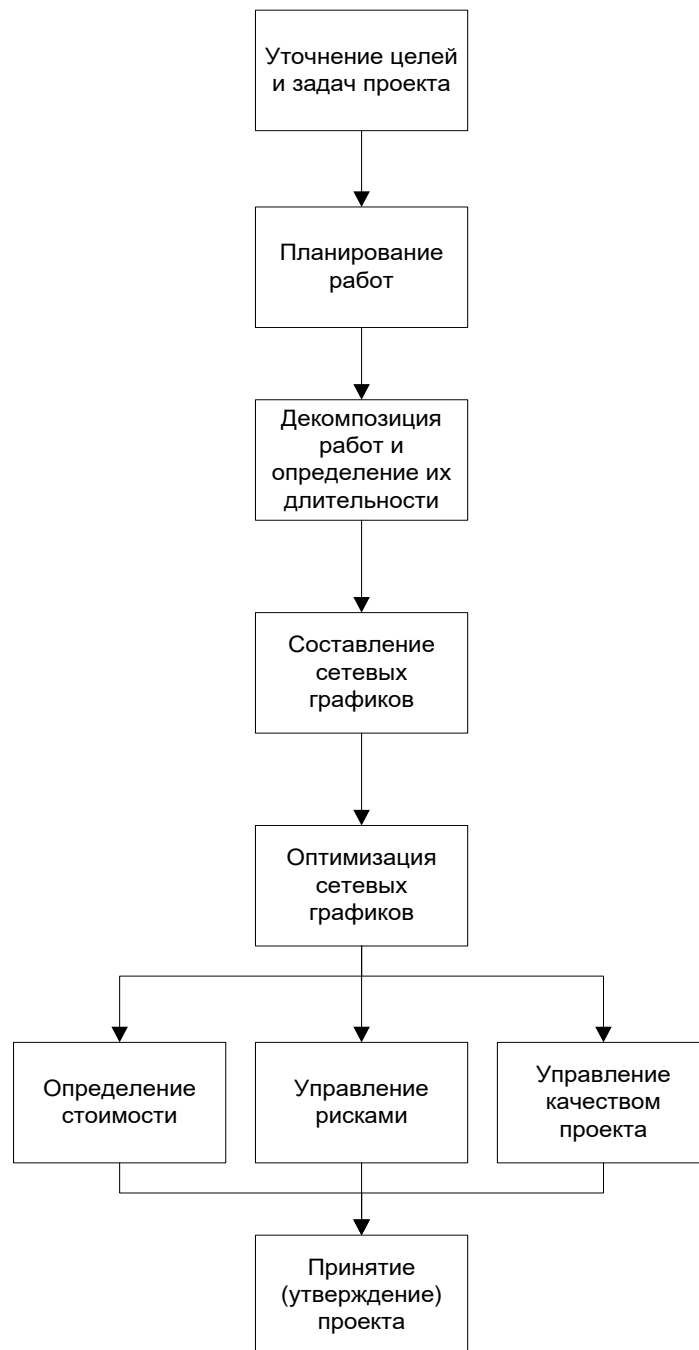 Уточнение целей
и задач проекта
Планирование
работ
Декомпозиция
работ и
определение их
длительности
Составление
сетевых
графиков
Оптимизация
сетевых
графиков
Определение
стоимости
Управление
рисками
Управление
качеством
проекта
Принятие
(утверждение)
проекта